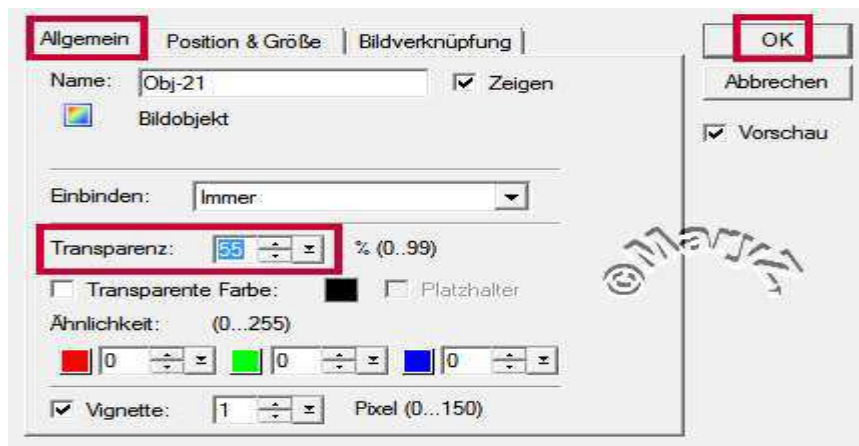 Allgemein Position & Größe Bildverknüpfung OK
Name: Obj-21 Zeigen Abbrechen
Bildobjekt
Vorschau
Einbinden: Immer
Transparenz: 55 % (0..99)
Transparente Farbe: Platzhalter
Ähnlichkeit: (0...255)
0 0 0
Vignette: 1 Pixel (0...150)